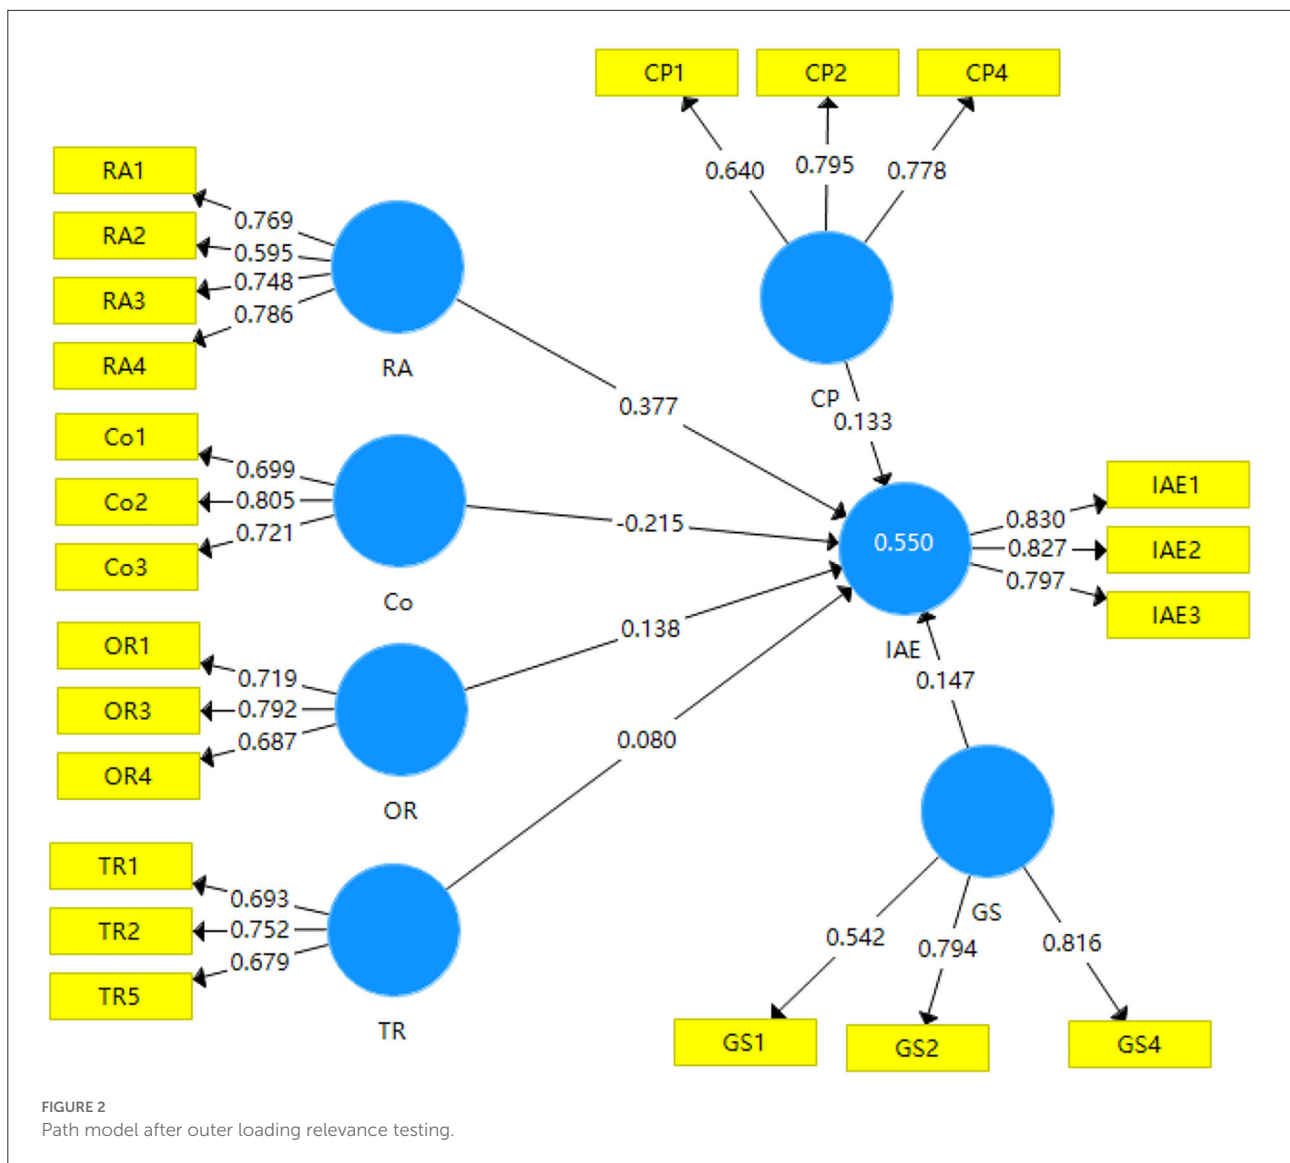 CP1
CP2
CP4
0.640
0.795
0.778
CP
0.133
RA1
RA2
RA3
RA4
0.769
0.595
0.748
0.786
RA
0.377
Co1
Co2
Co3
0.699
0.805
0.721
Co
-0.215
OR1
OR3
OR4
0.719
0.792
0.687
OR
0.138
TR1
TR2
TR5
0.693
0.752
0.679
TR
0.080
0.550
IAE
0.830
0.827
0.797
IAE1
IAE2
IAE3
0.147
GS
0.542
0.794
0.816
GS1
GS2
GS4
FIGURE 2
Path model after outer loading relevance testing.